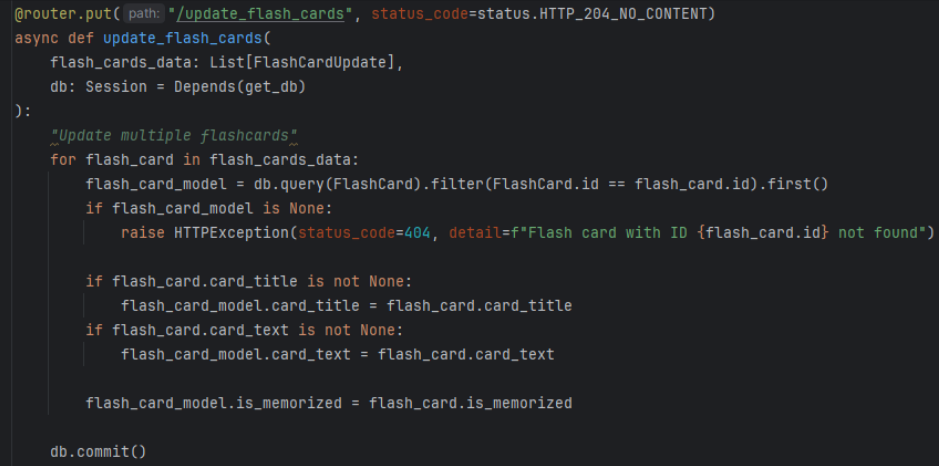 @router.put( path: "/update_flash_cards", status_code=status.HTTP_204_NO_CONTENT)
async def update_flash_cards(
    flash_cards_data: List[FlashCardUpdate],
    db: Session = Depends(get_db)
):
    "Update multiple flashcards"
    for flash_card in flash_cards_data:
        flash_card_model = db.query(FlashCard).filter(FlashCard.id == flash_card.id).first()
        if flash_card_model is None:
            raise HTTPException(status_code=404, detail=f"Flash card with ID {flash_card.id} not found")
        if flash_card.card_title is not None:
            flash_card_model.card_title = flash_card.card_title
        if flash_card.card_text is not None:
            flash_card_model.card_text = flash_card.card_text
        flash_card_model.is_memorized = flash_card.is_memorized
    db.commit()